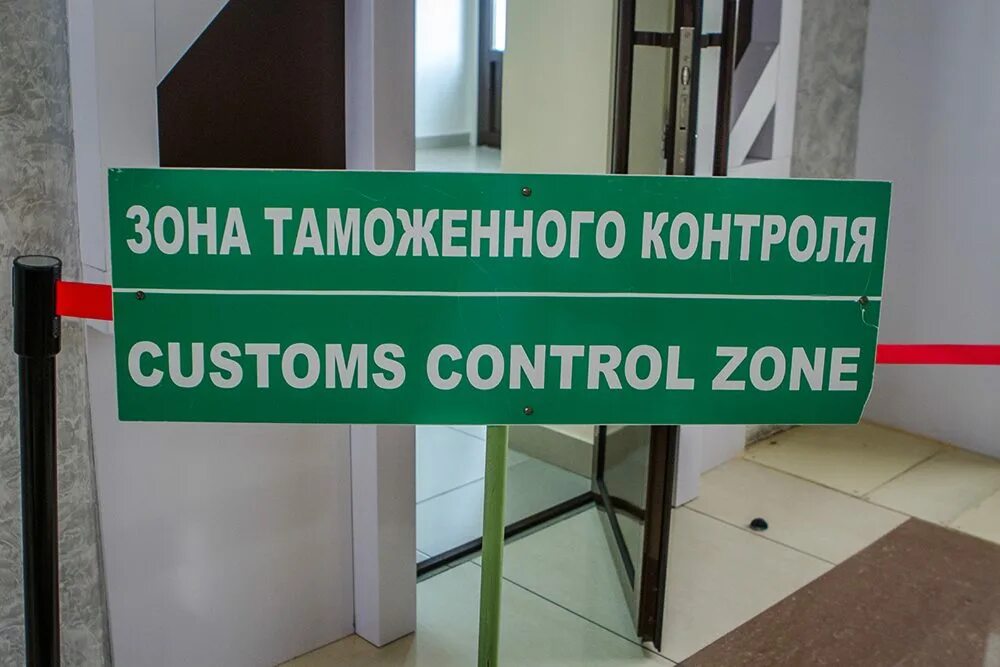 ЗОНА ТАМОЖЕННОГО КОНТРОЛЯ
CUSTOMS CONTROL ZONE